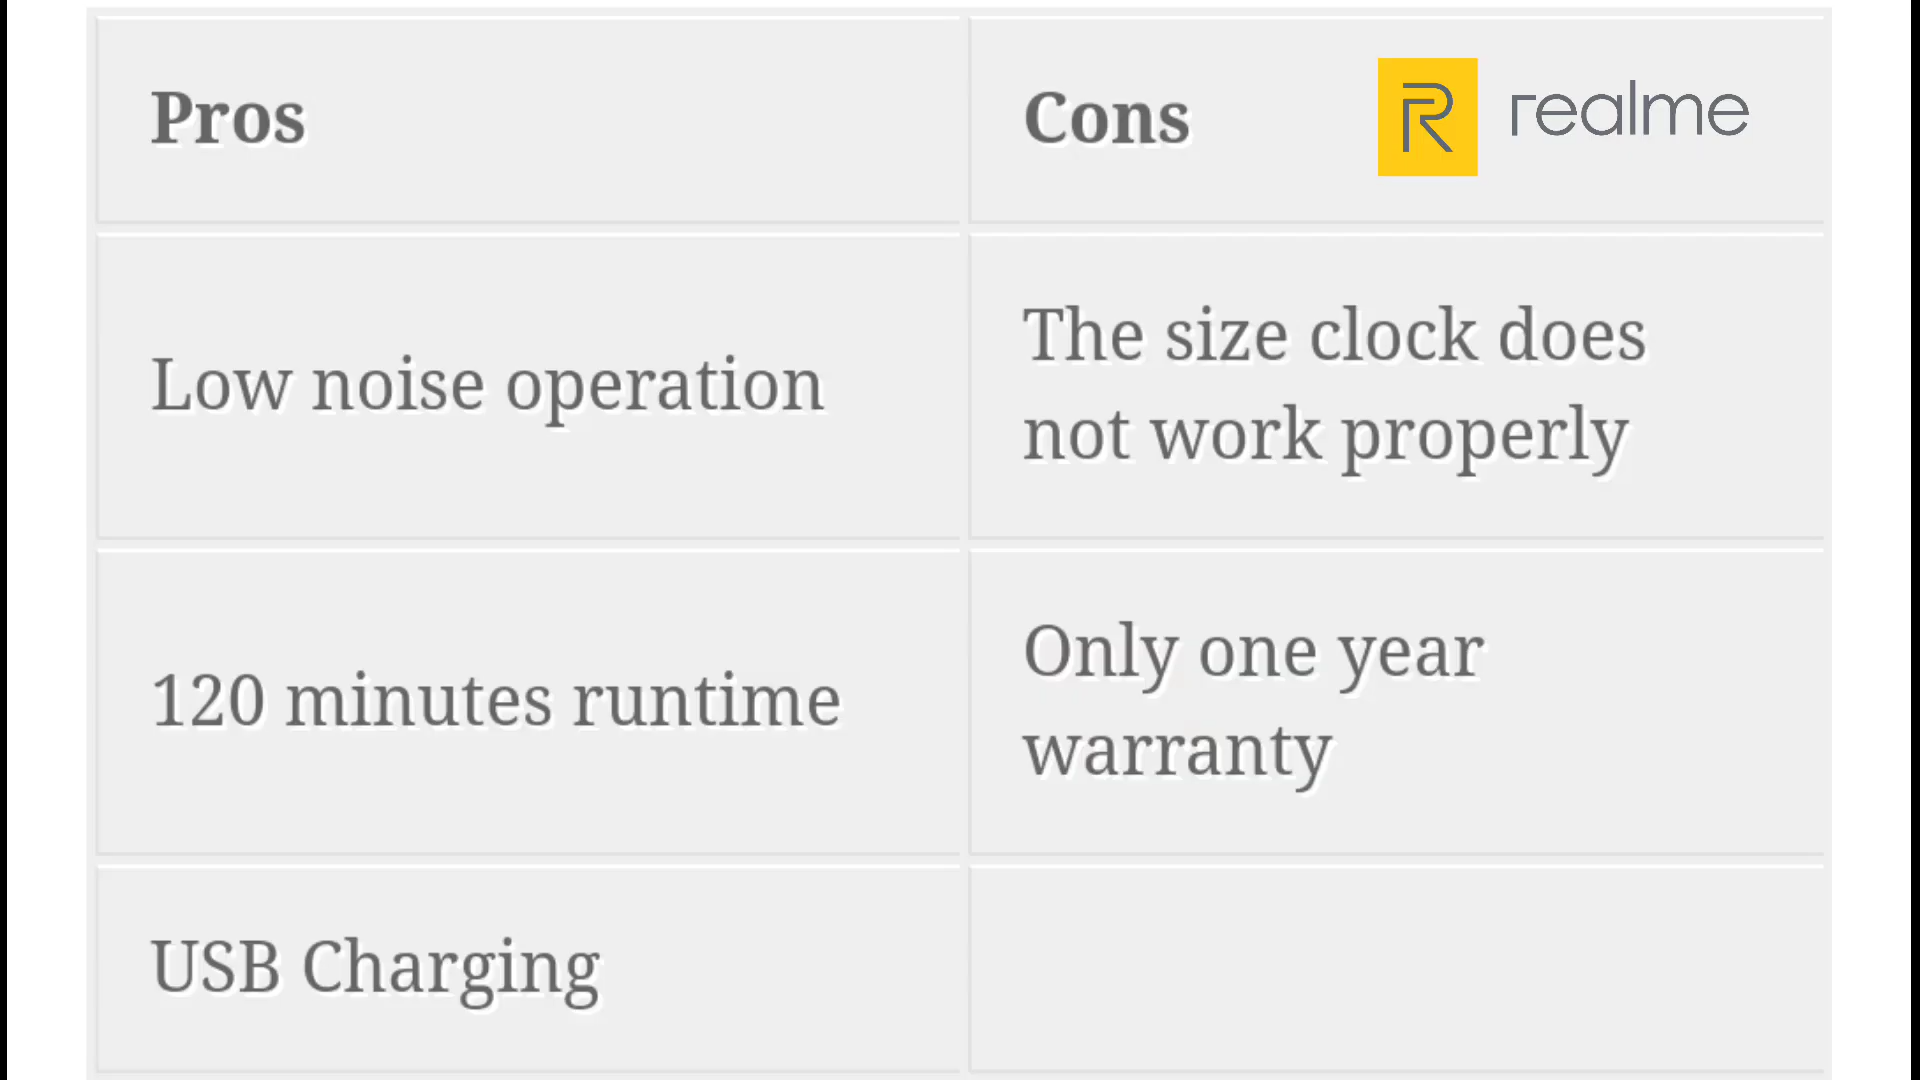 Pros
Cons
R realme
Low noise operation
The size clock does
not work properly
120 minutes runtime
Only one year
warranty
USB Charging